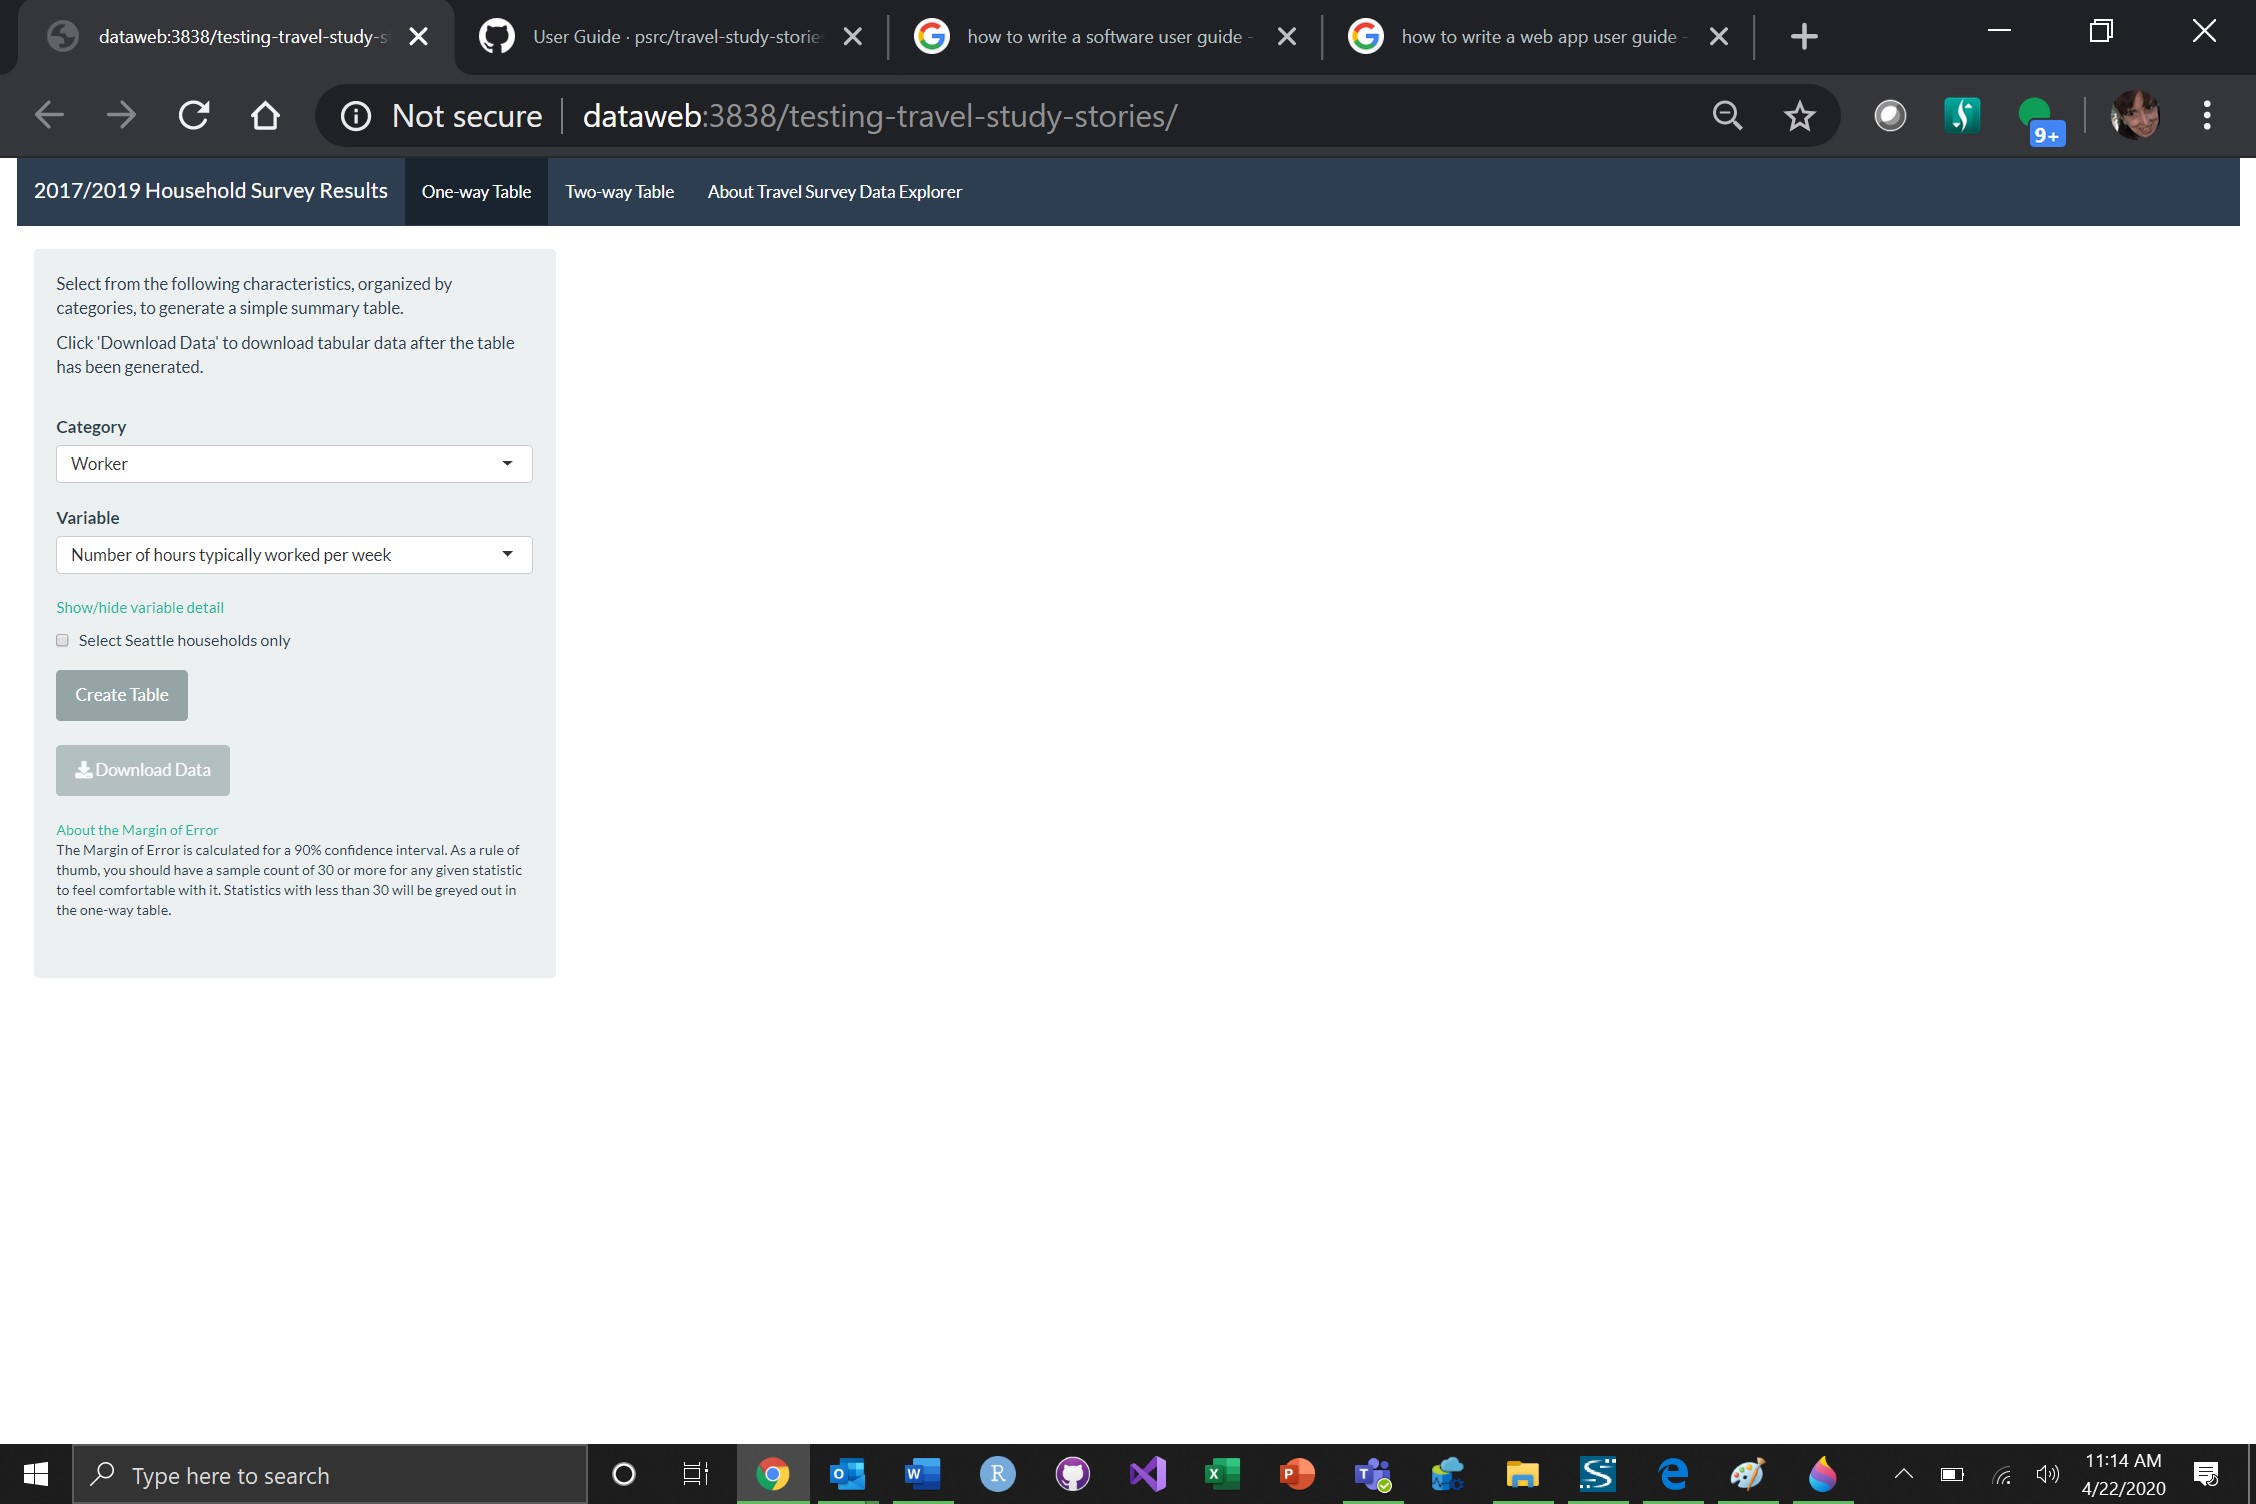 dataweb:3838/testing-travel-study-s
User Guide · psrc/travel-study-stories
how to write a software user guide -
how to write a web app user guide -
Not secure
dataweb:3838/testing-travel-study-stories/
9+
2017/2019 Household Survey Results
One-way Table
Two-way Table
About Travel Survey Data Explorer
Select from the following characteristics, organized by
categories, to generate a simple summary table.
Click 'Download Data' to download tabular data after the table
has been generated.
Category
Worker
Variable
Number of hours typically worked per week
Show/hide variable detail
Select Seattle households only
Create Table
Download Data
About the Margin of Error
The Margin of Error is calculated for a 90% confidence interval. As a rule of
thumb, you should have a sample count of 30 or more for any given statistic
to feel comfortable with it. Statistics with less than 30 will be greyed out in
the one-way table.
Type here to search
11:14 AM
4/22/2020